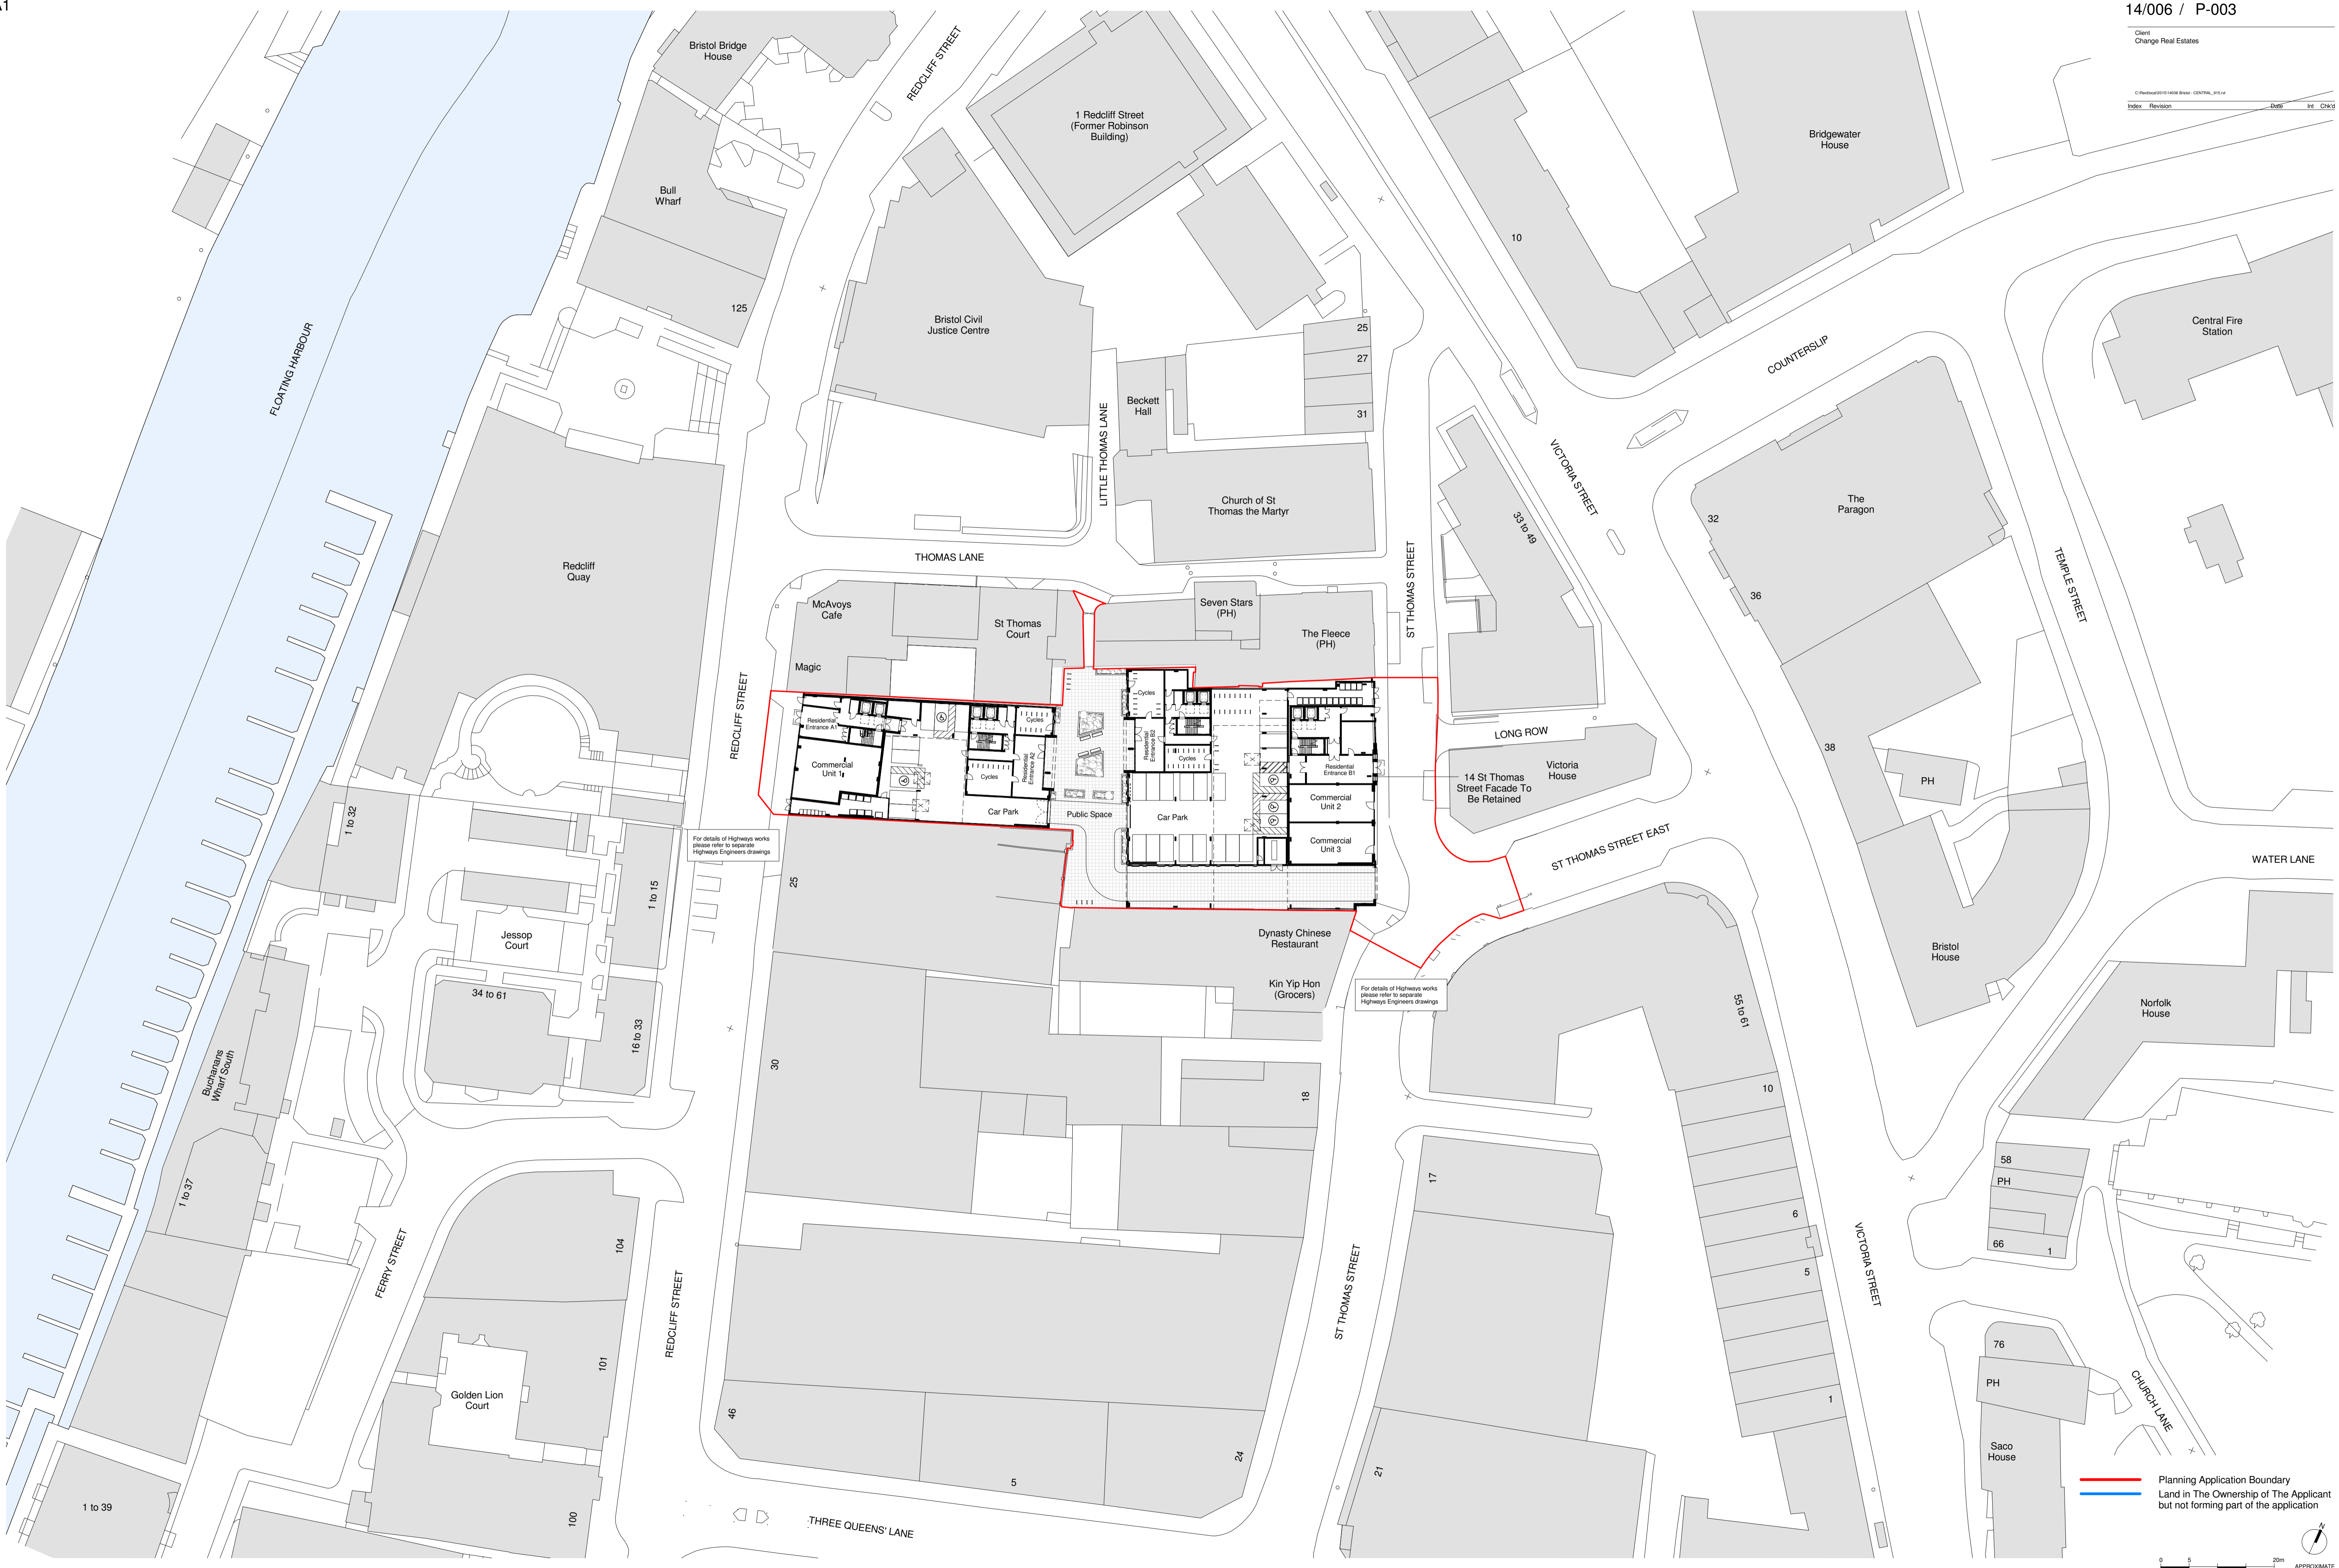 A1
14/006 / P-003
Client
Change Real Estates
Index Revision Date Int Chk'd
Bristol Bridge
House
REDCLIFF STREET
1 Redcliff Street
(Former Robinson
Building)
Bridgewater
House
Bull
Wharf
10
125
FLOATING HARBOUR
Bristol Civil
Justice Centre
25
27
31
COUNTERSLIP
Central Fire
Station
LITTLE THOMAS LANE
Beckett
Hall
Church of St
Thomas the Martyr
VICTORIA STREET
33 to 49
32
36
The
Paragon
TEMPLE STREET
Redcliff
Quay
THOMAS LANE
ST THOMAS STREET
McAvoys
Cafe
St Thomas
Court
Seven Stars
(PH)
The Fleece
(PH)
Magic
REDCLIFF STREET
Residential
Entrance A1
Commercial
Unit 1
Cycles
Cycles
Residential
Entrance A2
Car Park
Public Space
Cycles
Residential
Entrance B2
Cycles
Car Park
Residential
Entrance B1
Commercial
Unit 2
Commercial
Unit 3
LONG ROW
Victoria
House
14 St Thomas
Street Facade To
Be Retained
38
PH
ST THOMAS STREET EAST
WATER LANE
1 to 32
1 to 15
For details of Highways works
please refer to separate
Highways Engineers drawings
25
Jessop
Court
34 to 61
16 to 33
Dynasty Chinese
Restaurant
Kin Yip Hon
(Grocers)
For details of Highways works
please refer to separate
Highways Engineers drawings
Bristol
House
55 to 61
Norfolk
House
Buchanans
Wharf South
30
18
10
1 to 37
17
58
PH
66
1
6
5
VICTORIA STREET
FERRY STREET
104
REDCLIFF STREET
101
ST THOMAS STREET
Golden Lion
Court
46
5
24
21
1
76
PH
CHURCH LANE
Saco
House
1 to 39
100
THREE QUEENS' LANE
Planning Application Boundary
Land in The Ownership of The Applicant
but not forming part of the application
N
0 5 20m
APPROXIMATE